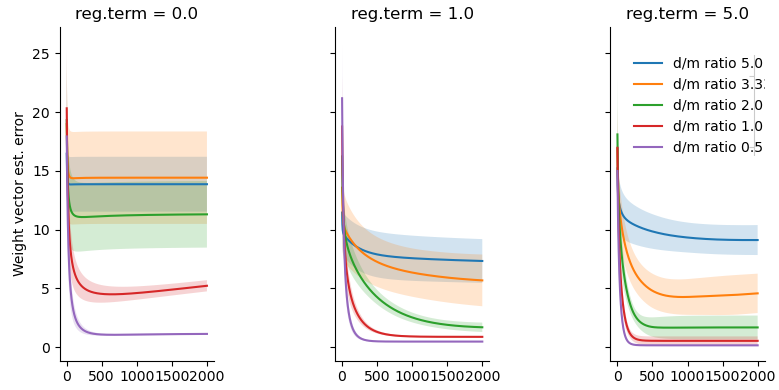 reg.term = 0.0
reg.term = 1.0
reg.term = 5.0
Weight vector est. error
25
20
15
10
5
0
d/m ratio 5.0
d/m ratio 3.3
d/m ratio 2.0
d/m ratio 1.0
d/m ratio 0.5
0 500 1000 1500 2000
0 500 1000 1500 2000
0 500 1000 1500 2000